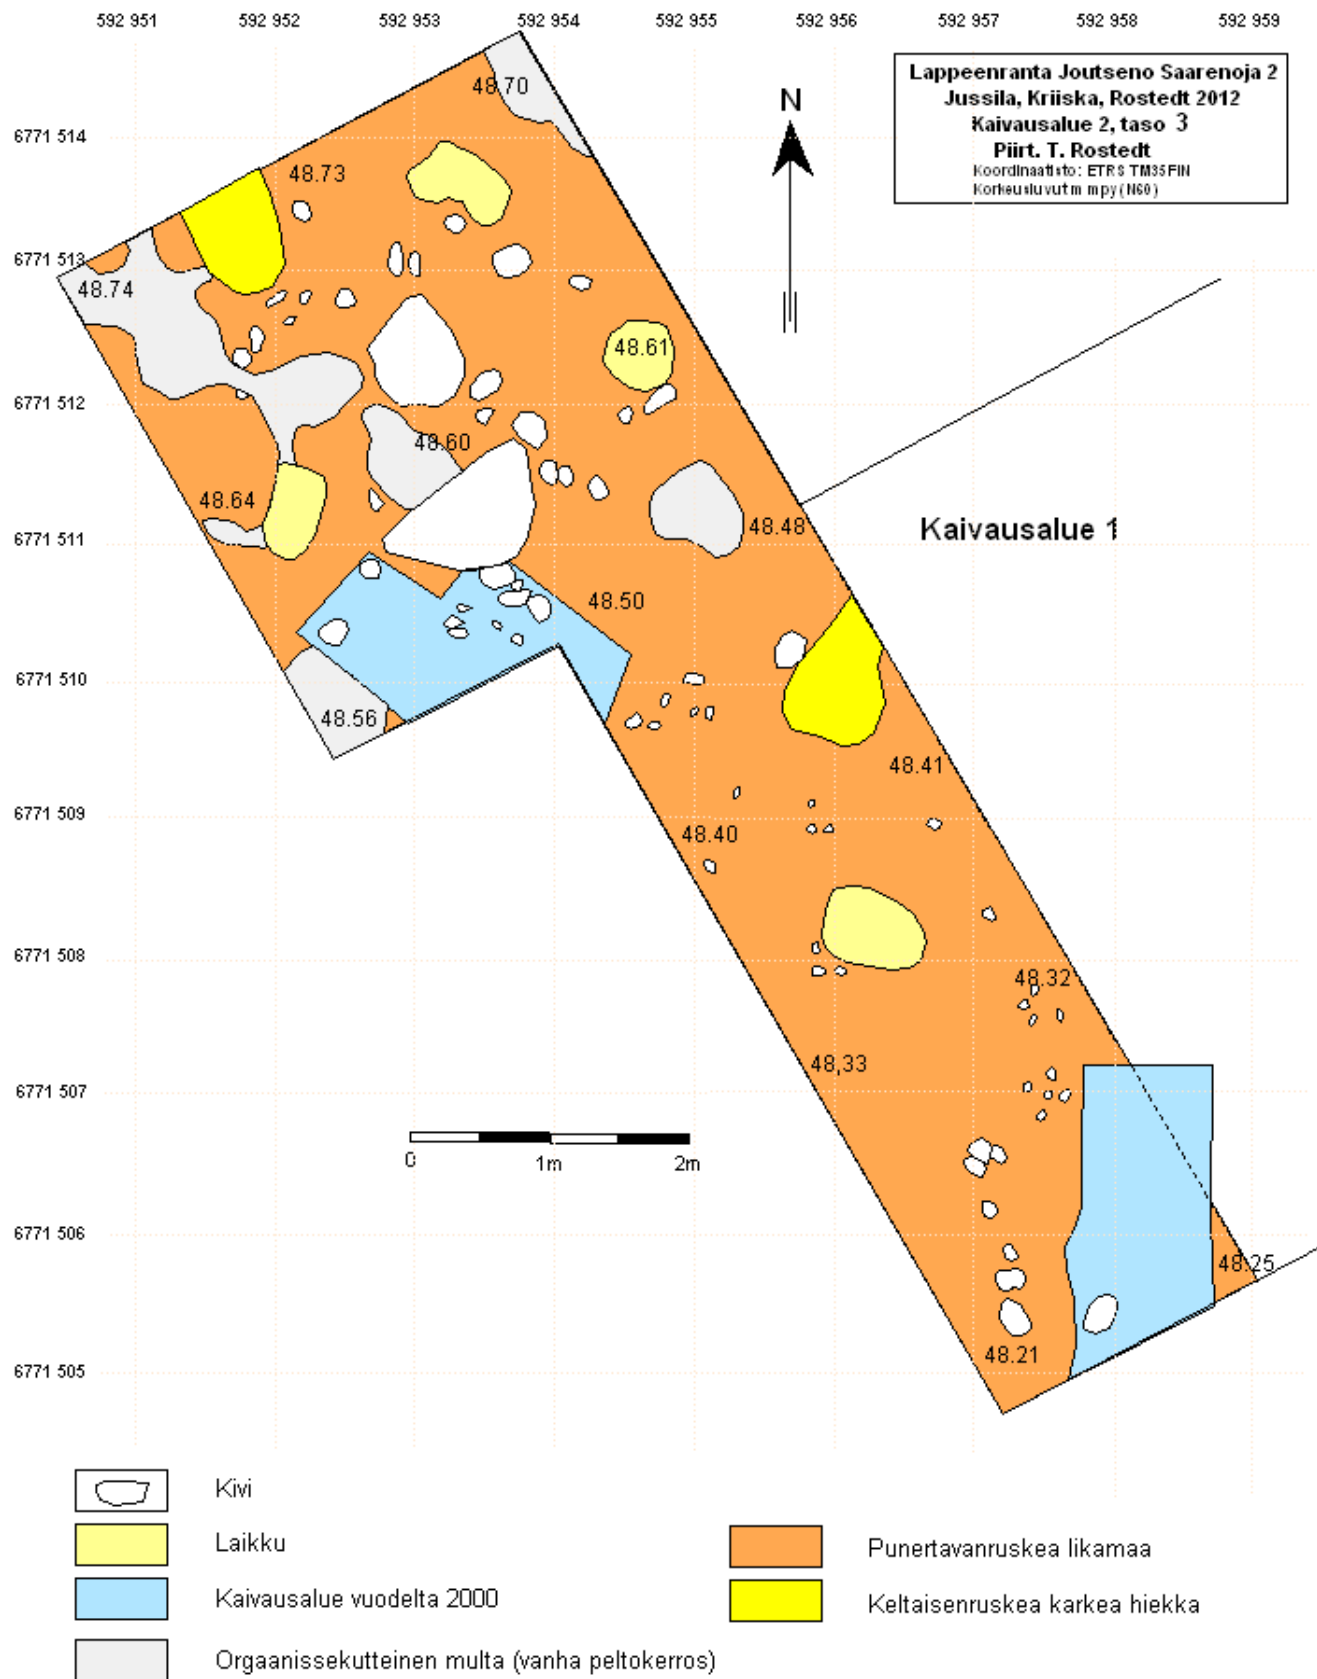 592 951 592 952 592 953 592 954 592 955 592 956 592 957 592 958 592 959
Lappeenranta Joutseno Saarenoja 2
Jussila, Kriiska, Rostedt 2012
Kaivausalue 2, taso 3
Piirt. T. Rostedt
Koordinaatisto: ETRS TM35FIN
Korkeusluvut m mpy (N60)
N
48.70
6771 514
48.73
6771 513
48.74
48.61
6771 512
48.60
48.64
48.48
Kaivausalue 1
6771 511
48.50
6771 510
48.56
48.41
6771 509
48.40
6771 508
48.32
48,33
6771 507
0 1m 2m
6771 506
48.25
48.21
6771 505
Kivi
Laikku
Punertavanruskea likamaa
Kaivausalue vuodelta 2000
Keltaisenruskea karkea hiekka
Orgaanissekutteinen multa (vanha peltokerros)